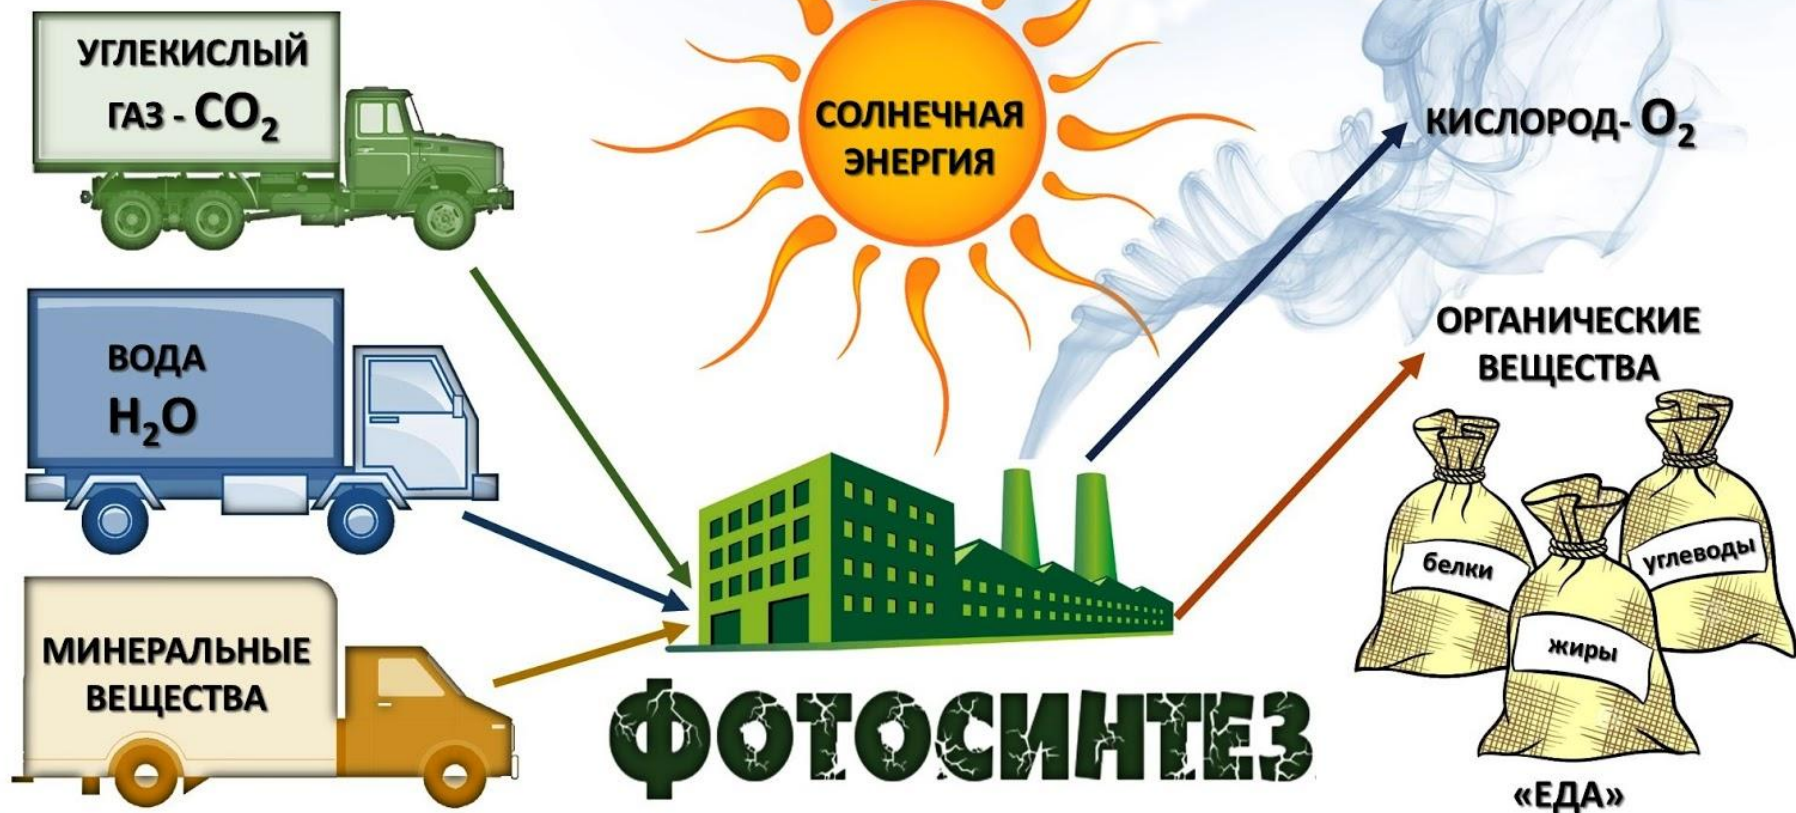 УГЛЕКИСЛЫЙ
ГАЗ - CO₂
СОЛНЕЧНАЯ
ЭНЕРГИЯ
КИСЛОРОД- O₂
ВОДА
H₂O
ОРГАНИЧЕСКИЕ
ВЕЩЕСТВА
белки
жиры
углеводы
МИНЕРАЛЬНЫЕ
ВЕЩЕСТВА
ФОТОСИНТЕЗ
«ЕДА»